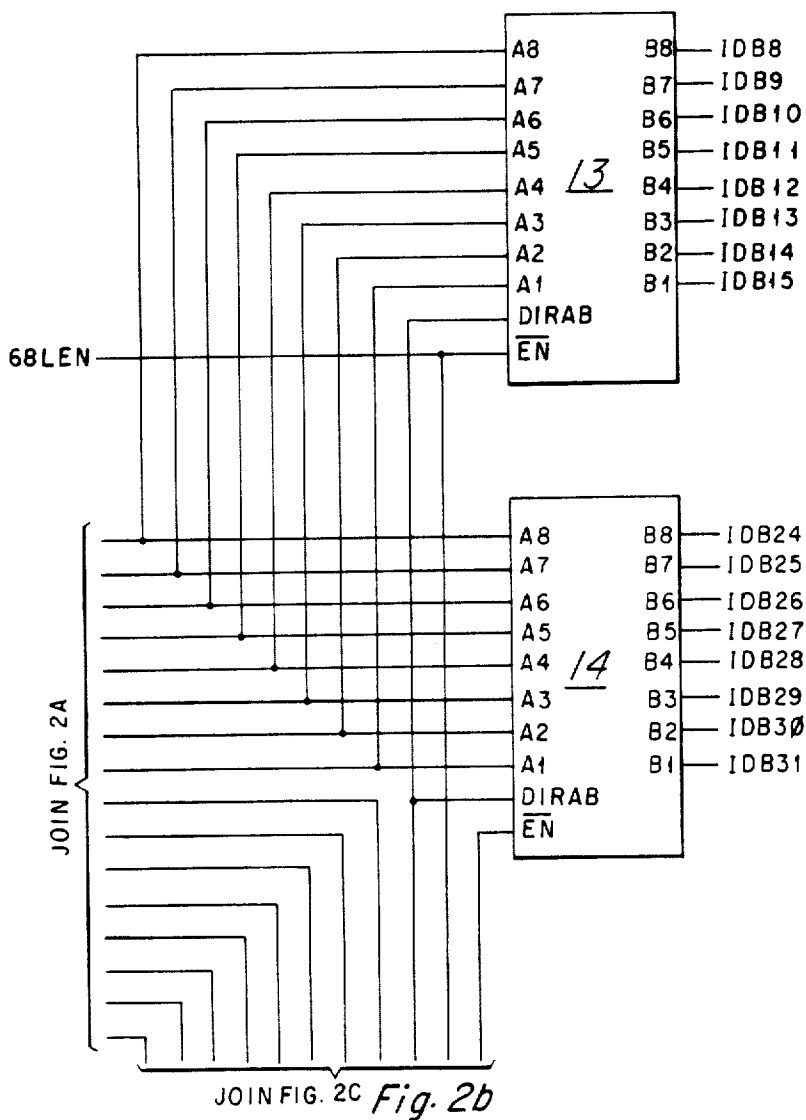 A8 B8 IDB8
A7 B7 IDB9
A6 B6 IDB10
A5 B5 IDB11
A4 B4 IDB12
A3 B3 IDB13
A2 B2 IDB14
A1 B1 IDB15
13
DIRAB
68LEN EN
A8 B8 IDB24
A7 B7 IDB25
A6 B6 IDB26
A5 B5 IDB27
A4 B4 IDB28
A3 B3 IDB29
A2 B2 IDB3Ø
A1 B1 IDB31
14
DIRAB
EN
JOIN FIG. 2A
JOIN FIG. 2C
Fig. 2b